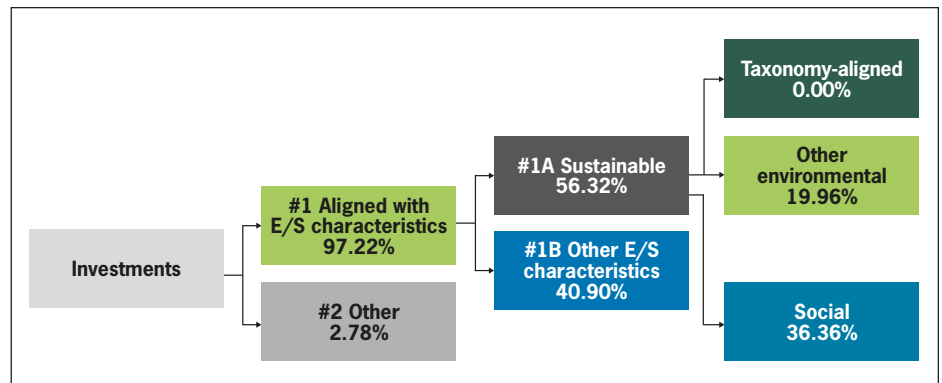 Investments
#1 Aligned with
E/S characteristics
97.22%
#2 Other
2.78%
#1A Sustainable
56.32%
#1B Other E/S
characteristics
40.90%
Taxonomy-aligned
0.00%
Other
environmental
19.96%
Social
36.36%